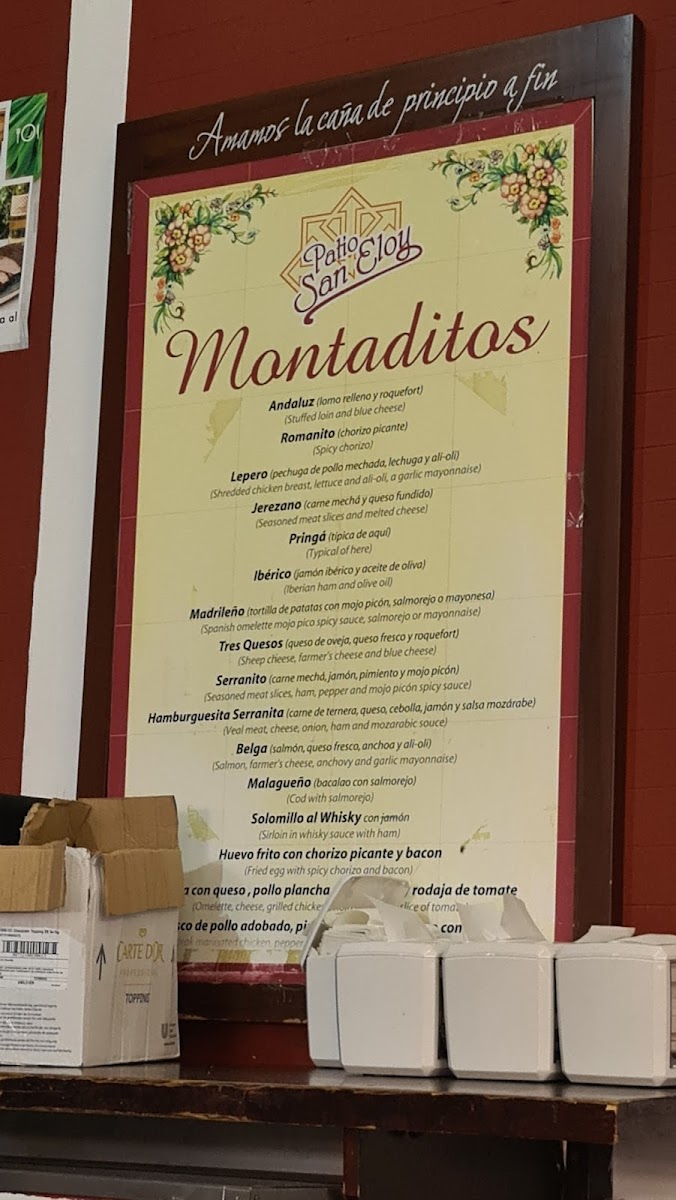 Amamos la caña de principio a fin
Patio
San Eloy
Montaditos
Andaluz (lomo relleno y roquefort)
(Stuffed loin and blue cheese)
Romanito (chorizo picante)
(Spicy chorizo)
Lepero (pechuga de pollo mechada, lechuga y ali-oli)
(Shredded chicken breast, lettuce and ali-oli, a garlic mayonnaise)
Jerezano (carne mechá y queso fundido)
(Seasoned meat slices and melted cheese)
Pringá (típica de aquí)
(Typical of here)
Ibérico (jamón ibérico y aceite de oliva)
(Iberian ham and olive oil)
Madrileño (tortilla de patatas con mojo picón, salmorejo o mayonesa)
(Spanish omelette mojo pico spicy sauce, salmorejo or mayonnaise)
Tres Quesos (queso de oveja, queso fresco y roquefort)
(Sheep cheese, farmer's cheese and blue cheese)
Serranito (carne mechá, jamón, pimiento y mojo picón)
(Seasoned meat slices, ham, pepper and mojo picón spicy sauce)
Hamburguesita Serranita (carne de ternera, queso, cebolla, jamón y salsa mozárabe)
(Veal meat, cheese, onion, ham and mozarabic souce)
Belga (salmón, queso fresco, anchoa y ali-oli)
(Salmon, farmer's cheese, anchovy and garlic mayonnaise)
Malagueño (bacalao con salmorejo)
(Cod with salmorejo)
Solomillo al Whisky con jamón
(Sirloin in whisky sauce with ham)
Huevo frito con chorizo picante y bacon
(Fried egg with spicy chorizo and bacon)
a con queso , pollo plancha rodaja de tomate
(Omelette, cheese, grilled chicken slice of
sco de pollo adobado, con
marinated chicken, pepper
a al
CARTE D'OR
PROFESSIONAL
TOPPING